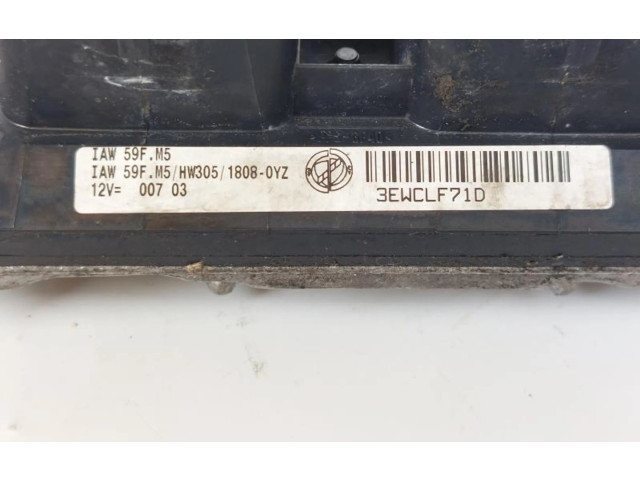 IAW 59F.M5
IAW 59F.M5/HW305/1808-0YZ
12V= 007 03
3EWCLF71D